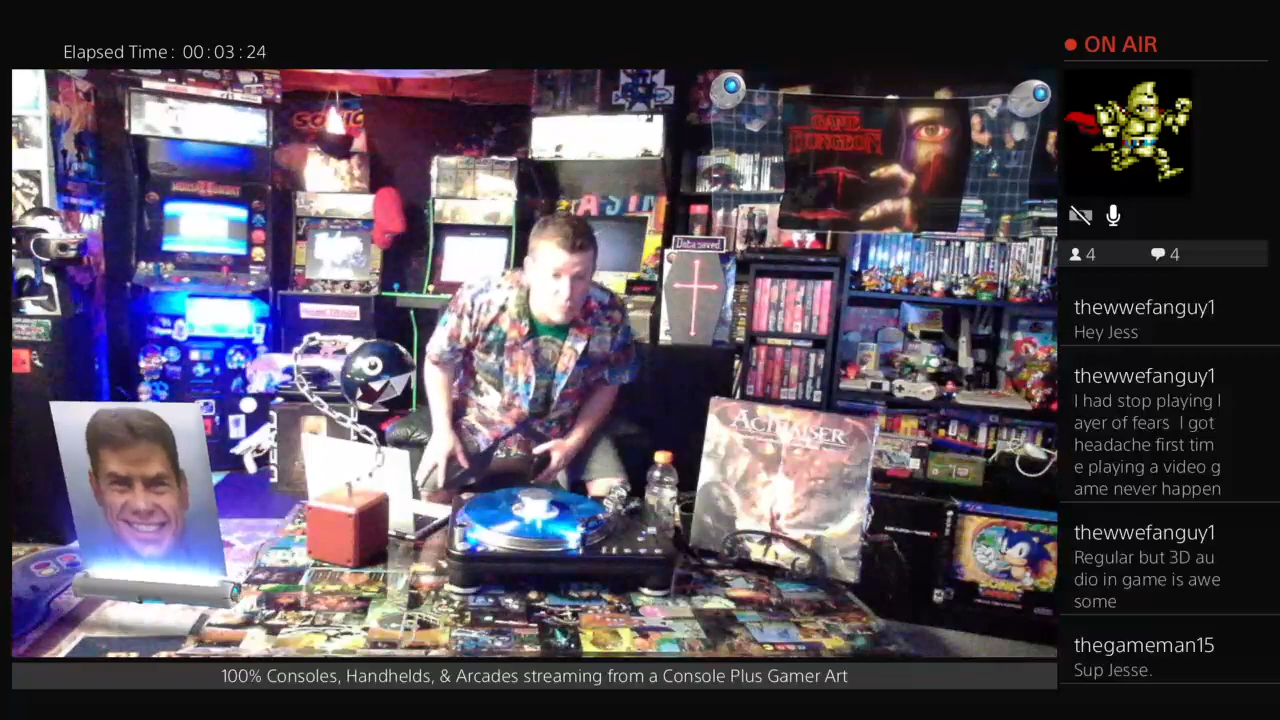 Elapsed Time: 00:03:24
ON AIR
SONIC
GAME
DUNGEON
MORTAL KOMBAT
Data saved
4
4
thewwefanguy1
Hey Jess
thewwefanguy1
I had stop playing l
ayer of fears I got
headache first tim
e playing a video g
ame never happen
ACTRAISER
thewwefanguy1
Regular but 3D au
dio in game is awe
some
thegameman15
Sup Jesse.
100% Consoles, Handhelds, & Arcades streaming from a Console Plus Gamer Art